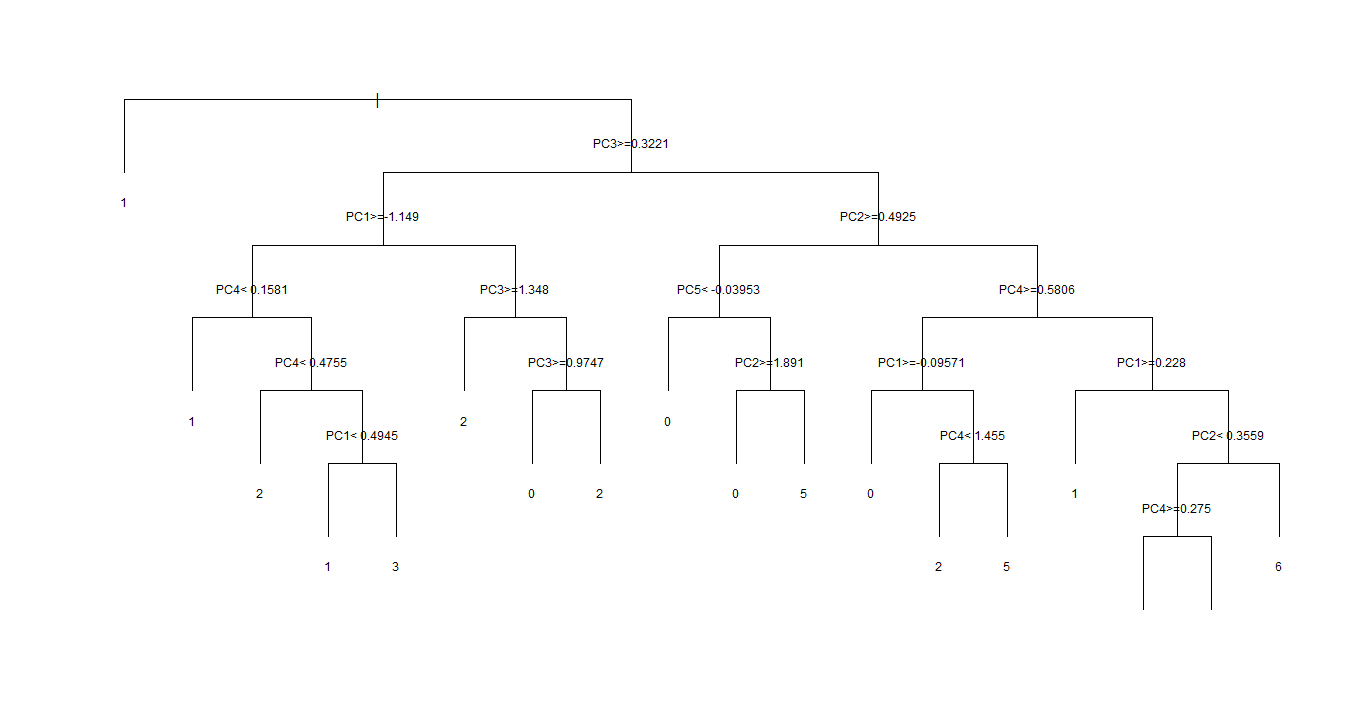 PC3>=0.3221
1
PC1>=-1.149
PC2>=0.4925
PC4< 0.1581
PC3>=1.348
PC5< -0.03953
PC4>=0.5806
PC4< 0.4755
PC3>=0.9747
PC2>=1.891
PC1>=-0.09571
PC1>=0.228
1
2
0
PC1< 0.4945
PC4< 1.455
PC2< 0.3559
2
0
2
0
5
0
1
PC4>=0.275
1
3
2
5
6